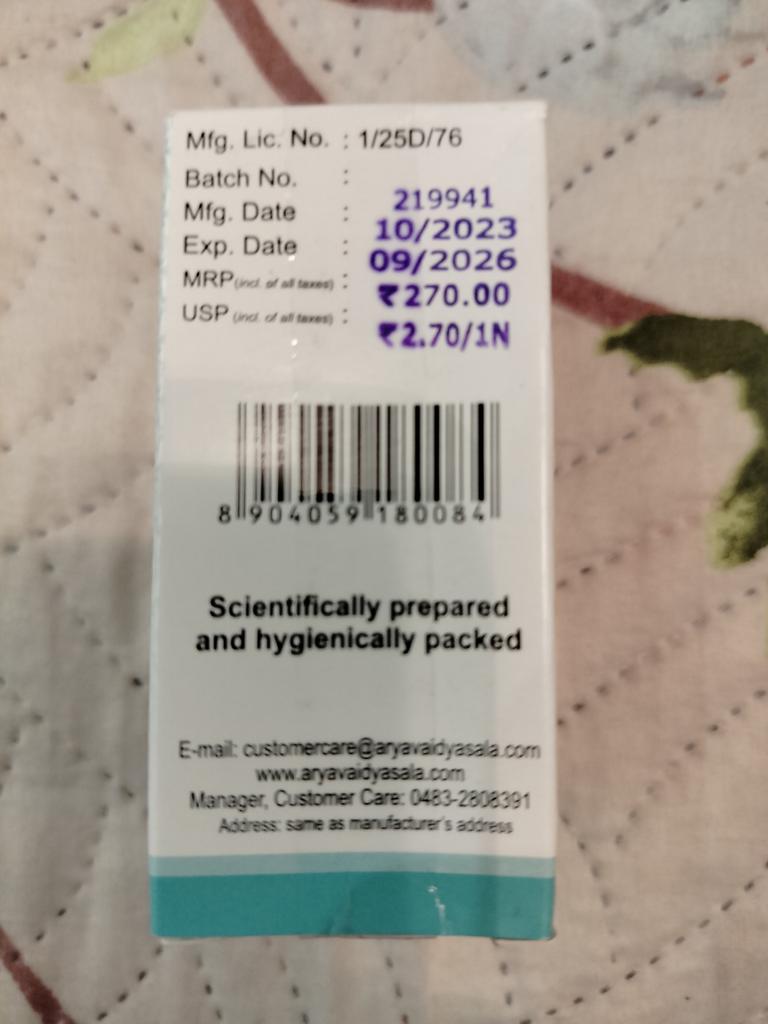 Mfg. Lic. No. : 1/25D/76
Batch No. : 219941
Mfg. Date : 10/2023
Exp. Date : 09/2026
MRP (incl. of all taxes) : ₹270.00
USP (incl. of all taxes) : ₹2.70/1N
8 904059 180084
Scientifically prepared
and hygienically packed
E-mail: customercare@aryavaidyasala.com
www.aryavaidyasala.com
Manager, Customer Care: 0483-2808391
Address: same as manufacturer's address